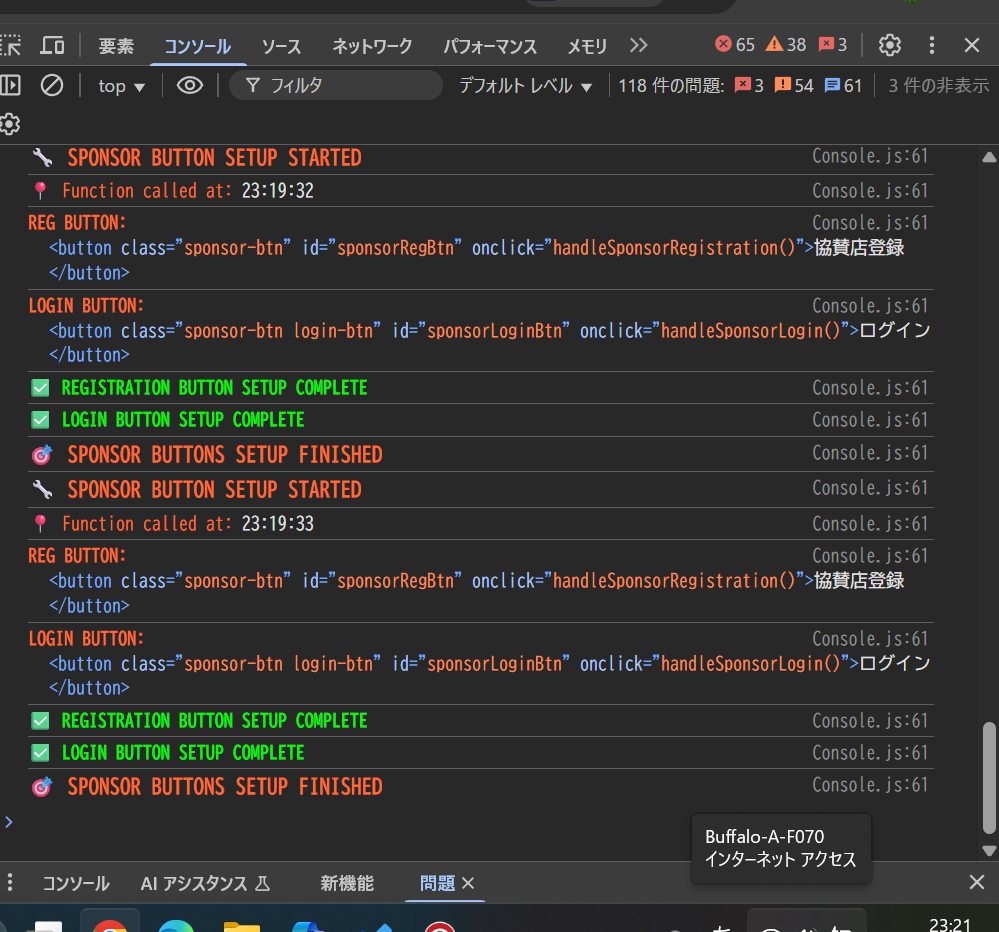 要素 コンソール ソース ネットワーク パフォーマンス メモリ 65 38 3
top フィルタ デフォルト レベル 118 件の問題: 3 54 61 3 件の非表示
SPONSOR BUTTON SETUP STARTED Console.js:61
Function called at: 23:19:32 Console.js:61
REG BUTTON: Console.js:61
<button class="sponsor-btn" id="sponsorRegBtn" onclick="handleSponsorRegistration()">協賛店登録
</button>
LOGIN BUTTON: Console.js:61
<button class="sponsor-btn login-btn" id="sponsorLoginBtn" onclick="handleSponsorLogin()">ログイン
</button>
REGISTRATION BUTTON SETUP COMPLETE Console.js:61
LOGIN BUTTON SETUP COMPLETE Console.js:61
SPONSOR BUTTONS SETUP FINISHED Console.js:61
SPONSOR BUTTON SETUP STARTED Console.js:61
Function called at: 23:19:33 Console.js:61
REG BUTTON: Console.js:61
<button class="sponsor-btn" id="sponsorRegBtn" onclick="handleSponsorRegistration()">協賛店登録
</button>
LOGIN BUTTON: Console.js:61
<button class="sponsor-btn login-btn" id="sponsorLoginBtn" onclick="handleSponsorLogin()">ログイン
</button>
REGISTRATION BUTTON SETUP COMPLETE Console.js:61
LOGIN BUTTON SETUP COMPLETE Console.js:61
SPONSOR BUTTONS SETUP FINISHED Console.js:61
Buffalo-A-F070
インターネット アクセス
コンソール AI アシスタンス 新機能 問題
23:21